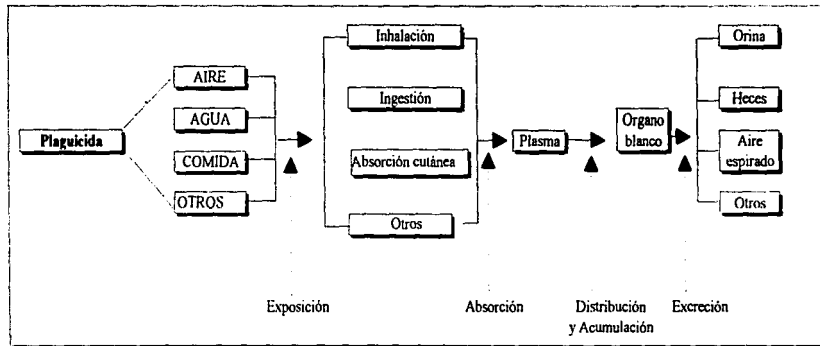 Plaguicida
AIRE
AGUA
COMIDA
OTROS
Inhalación
Ingestión
Absorción cutánea
Otros
Plasma
Organo
blanco
Orina
Heces
Aire
espirado
Otros
Exposición
Absorción
Distribución
y Acumulación
Excreción